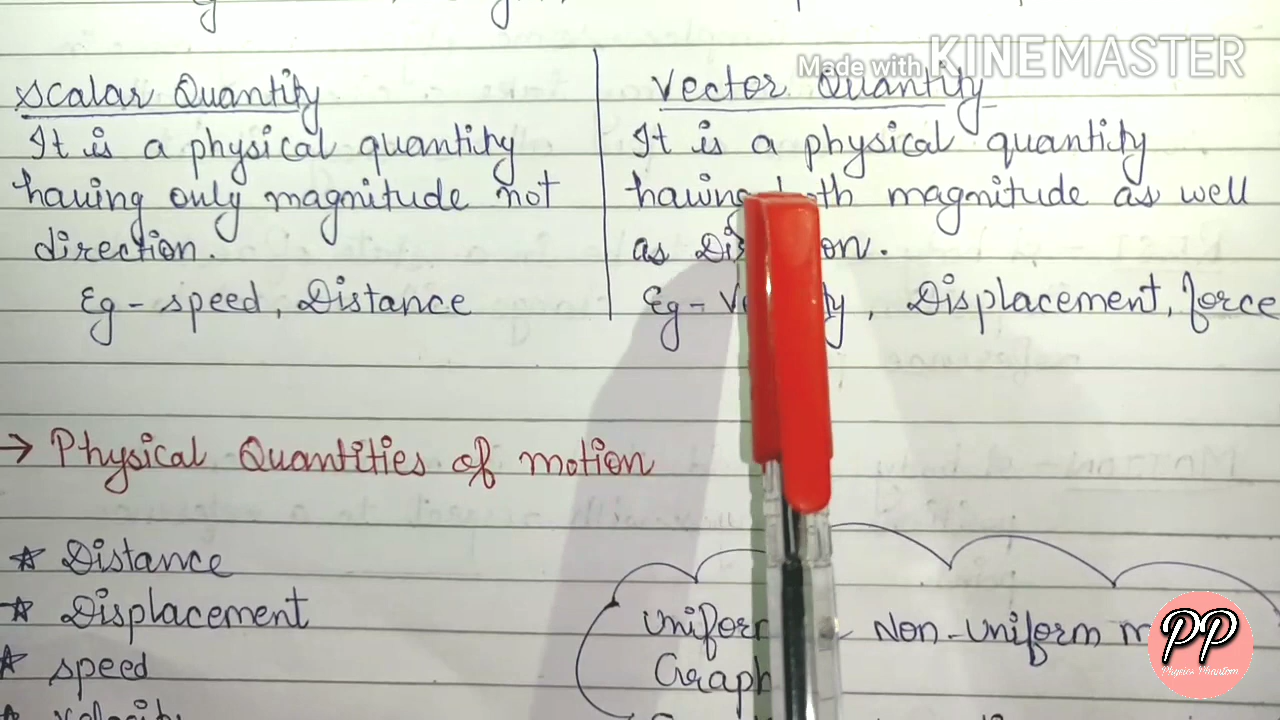 Made with KINEMASTER
Scalar Quantity
It is a physical quantity
having only magnitude not
direction.
Eg - speed, Distance
Vector Quantity
It is a physical quantity
having magnitude as well
as
Eg - , Displacement, force
→ Physical Quantities of motion
☆ Distance
☆ Displacement
☆ speed
Non-Uniform
PP
Physics Phantom